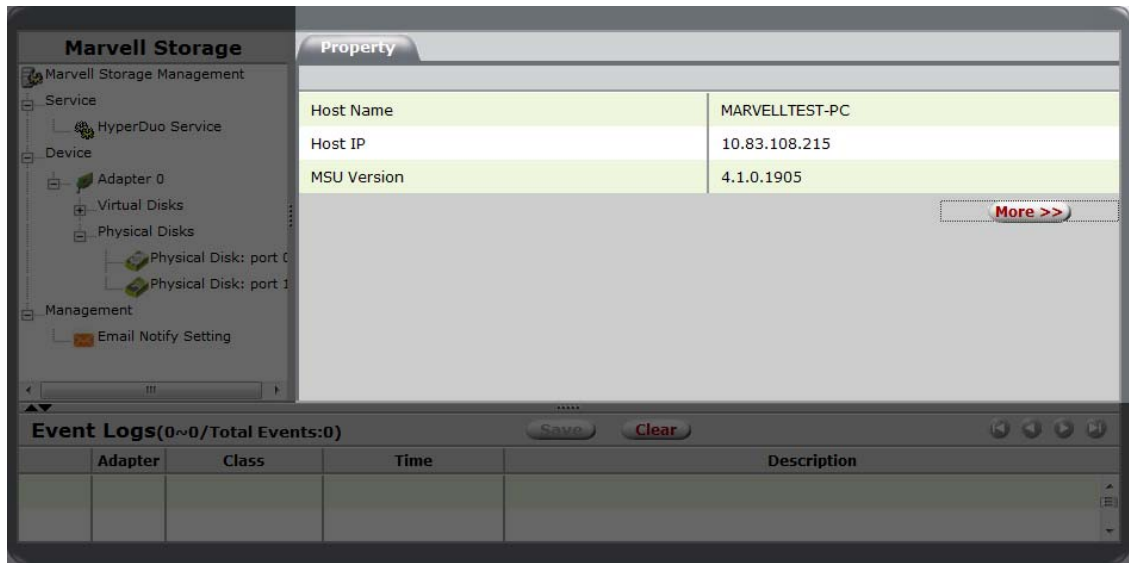 Marvell Storage
Marvell Storage Management
Service
HyperDuo Service
Device
Adapter 0
Virtual Disks
Physical Disks
Physical Disk: port 0
Physical Disk: port 1
Management
Email Notify Setting
Property
Host Name MARVELLTEST-PC
Host IP 10.83.108.215
MSU Version 4.1.0.1905
More >>
Event Logs(0~0/Total Events:0) Save Clear
Adapter Class Time Description